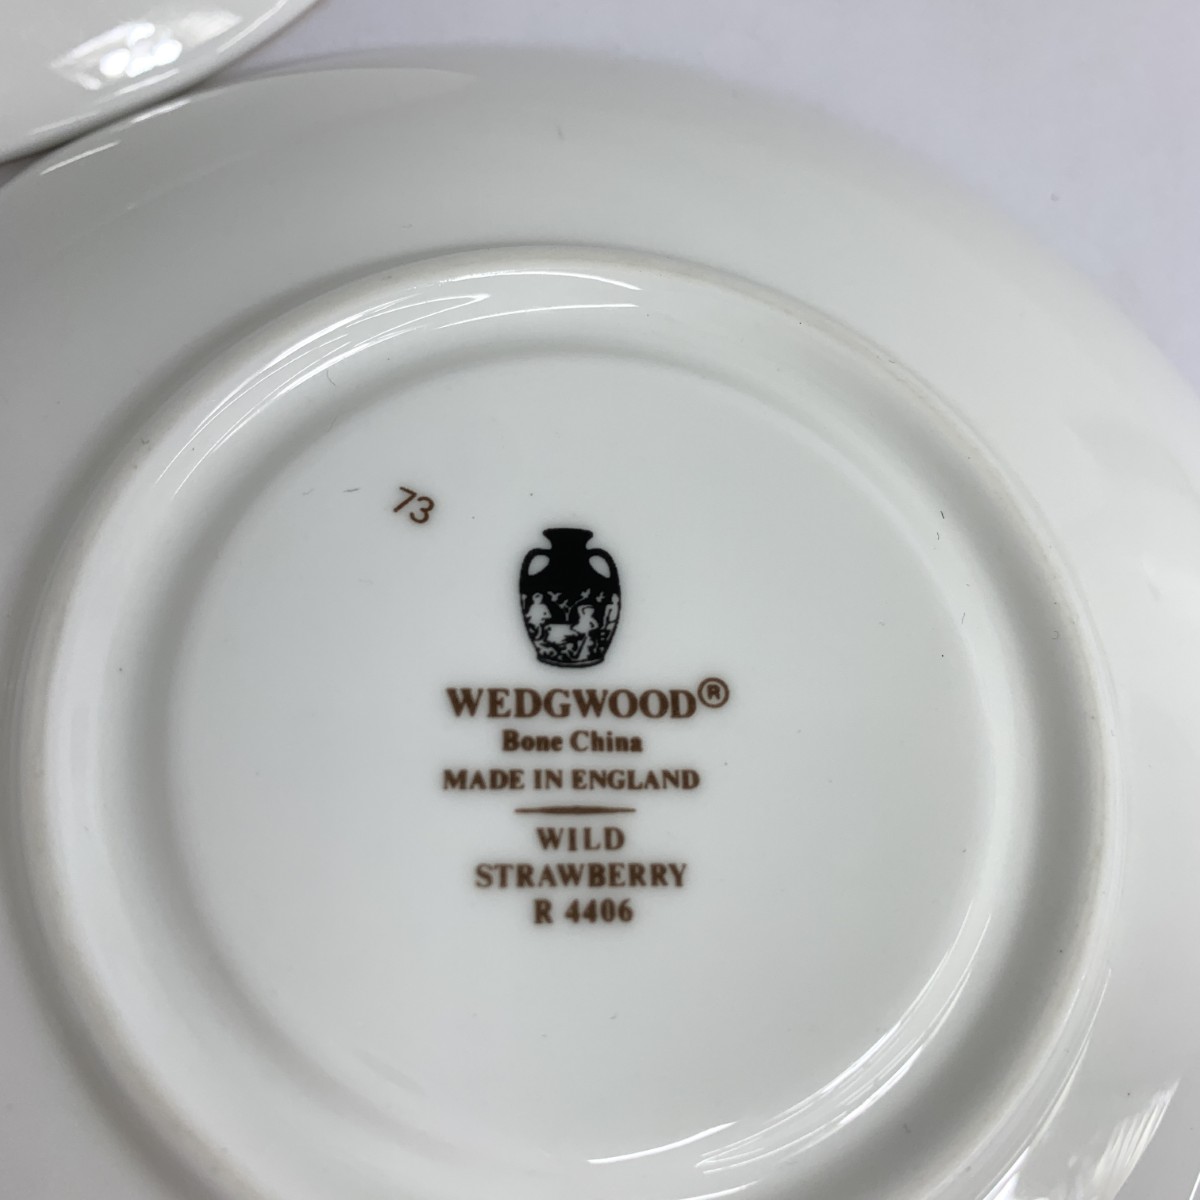 73
WEDGWOOD®
Bone China
MADE IN ENGLAND
WILD
STRAWBERRY
R 4406